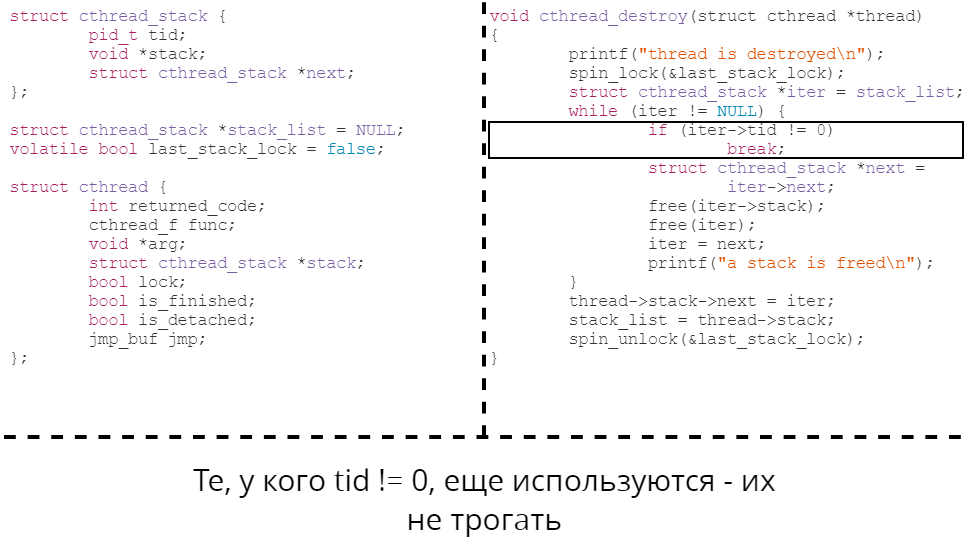 struct cthread_stack {
        pid_t tid;
        void *stack;
        struct cthread_stack *next;
};

struct cthread_stack *stack_list = NULL;
volatile bool last_stack_lock = false;

struct cthread {
        int returned_code;
        cthread_f func;
        void *arg;
        struct cthread_stack *stack;
        bool lock;
        bool is_finished;
        bool is_detached;
        jmp_buf jmp;
};

void cthread_destroy(struct cthread *thread)
{
        printf("thread is destroyed\n");
        spin_lock(&last_stack_lock);
        struct cthread_stack *iter = stack_list;
        while (iter != NULL) {
                if (iter->tid != 0)
                        break;
                struct cthread_stack *next =
                        iter->next;
                free(iter->stack);
                free(iter);
                iter = next;
                printf("a stack is freed\n");
        }
        thread->stack->next = iter;
        stack_list = thread->stack;
        spin_unlock(&last_stack_lock);
}

Те, у кого tid != 0, еще используются - их
не трогать